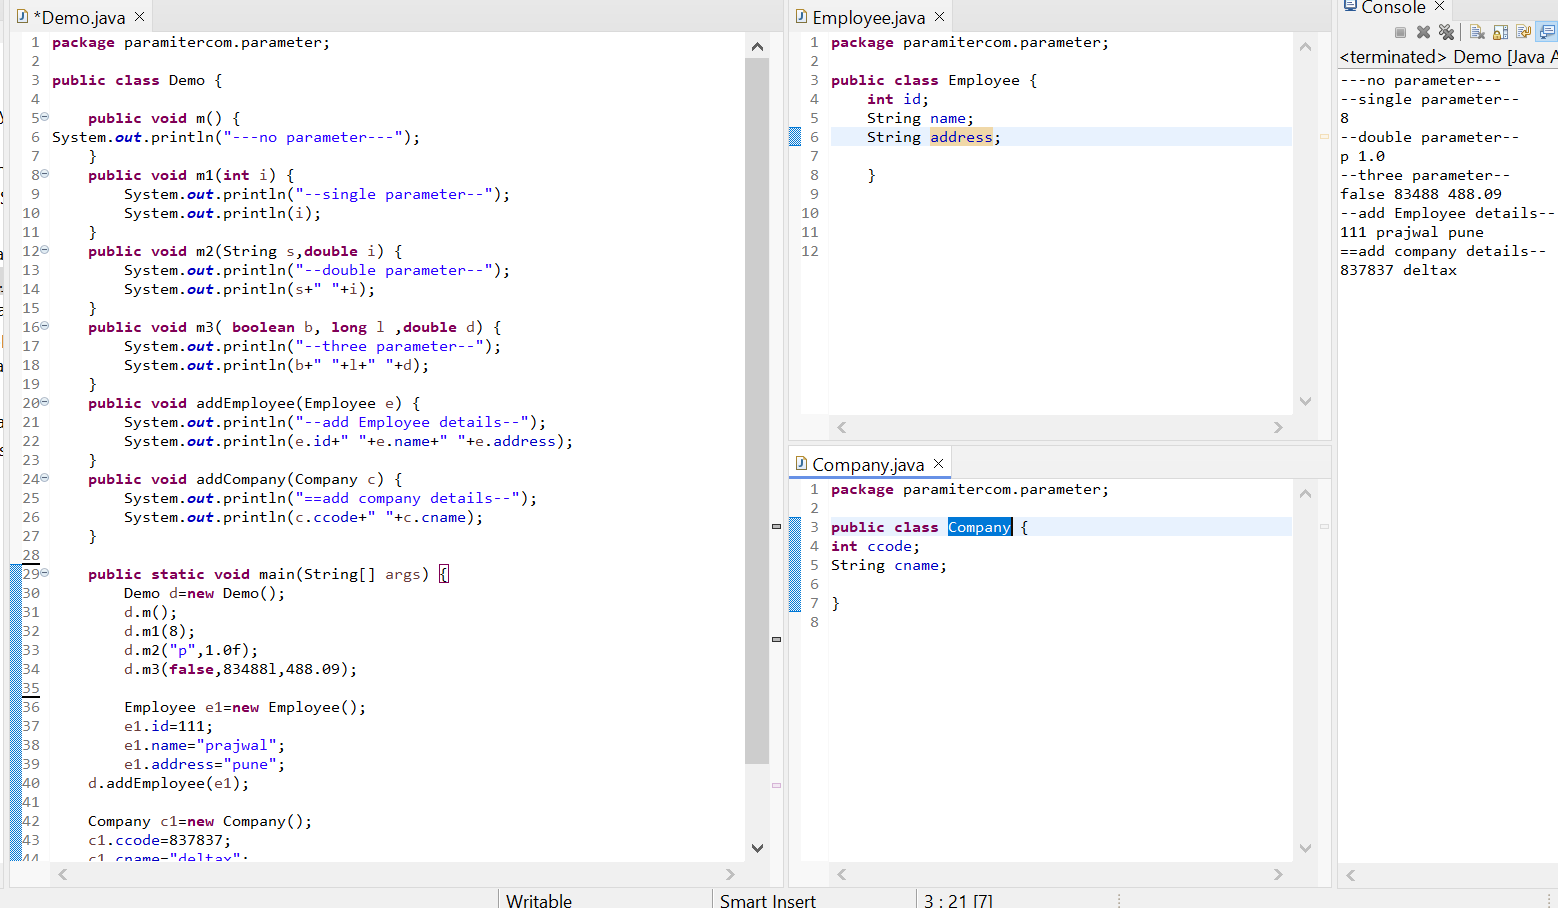 *Demo.java
1 package paramitercom.parameter;
2
3 public class Demo {
4
5 public void m() {
6 System.out.println("---no parameter---");
7 }
8 public void m1(int i) {
9 System.out.println("--single parameter--");
10 System.out.println(i);
11 }
12 public void m2(String s,double i) {
13 System.out.println("--double parameter--");
14 System.out.println(s+" "+i);
15 }
16 public void m3( boolean b, long l ,double d) {
17 System.out.println("--three parameter--");
18 System.out.println(b+" "+l+" "+d);
19 }
20 public void addEmployee(Employee e) {
21 System.out.println("--add Employee details--");
22 System.out.println(e.id+" "+e.name+" "+e.address);
23 }
24 public void addCompany(Company c) {
25 System.out.println("==add company details--");
26 System.out.println(c.ccode+" "+c.cname);
27 }
28
29 public static void main(String[] args) {
30 Demo d=new Demo();
31 d.m();
32 d.m1(8);
33 d.m2("p",1.0f);
34 d.m3(false,83488l,488.09);
35
36 Employee e1=new Employee();
37 e1.id=111;
38 e1.name="prajwal";
39 e1.address="pune";
40 d.addEmployee(e1);
41
42 Company c1=new Company();
43 c1.ccode=837837;
44 c1.cname="deltax";
Employee.java
1 package paramitercom.parameter;
2
3 public class Employee {
4 int id;
5 String name;
6 String address;
7
8 }
9
10
11
12
Company.java
1 package paramitercom.parameter;
2
3 public class Company {
4 int ccode;
5 String cname;
6
7 }
8
Console
<terminated> Demo [Java A
---no parameter---
--single parameter--
8
--double parameter--
p 1.0
--three parameter--
false 83488 488.09
--add Employee details--
111 prajwal pune
==add company details--
837837 deltax
Writable
Smart Insert
3 : 21 [7]